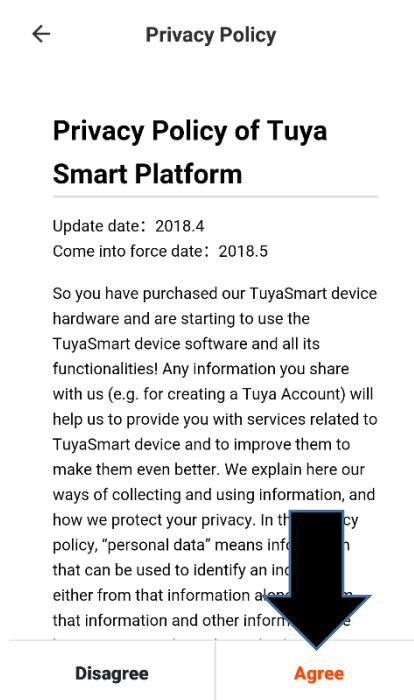 Privacy Policy
Privacy Policy of Tuya
Smart Platform
Update date：2018.4
Come into force date：2018.5
So you have purchased our TuyaSmart device
hardware and are starting to use the
TuyaSmart device software and all its
functionalities! Any information you share
with us (e.g. for creating a Tuya Account) will
help us to provide you with services related to
TuyaSmart device and to improve them to
make them even better. We explain here our
ways of collecting and using information, and
how we protect your privacy. In
policy, “personal data” means
that can be used to identify an
either from that information
that information and other
Disagree
Agree